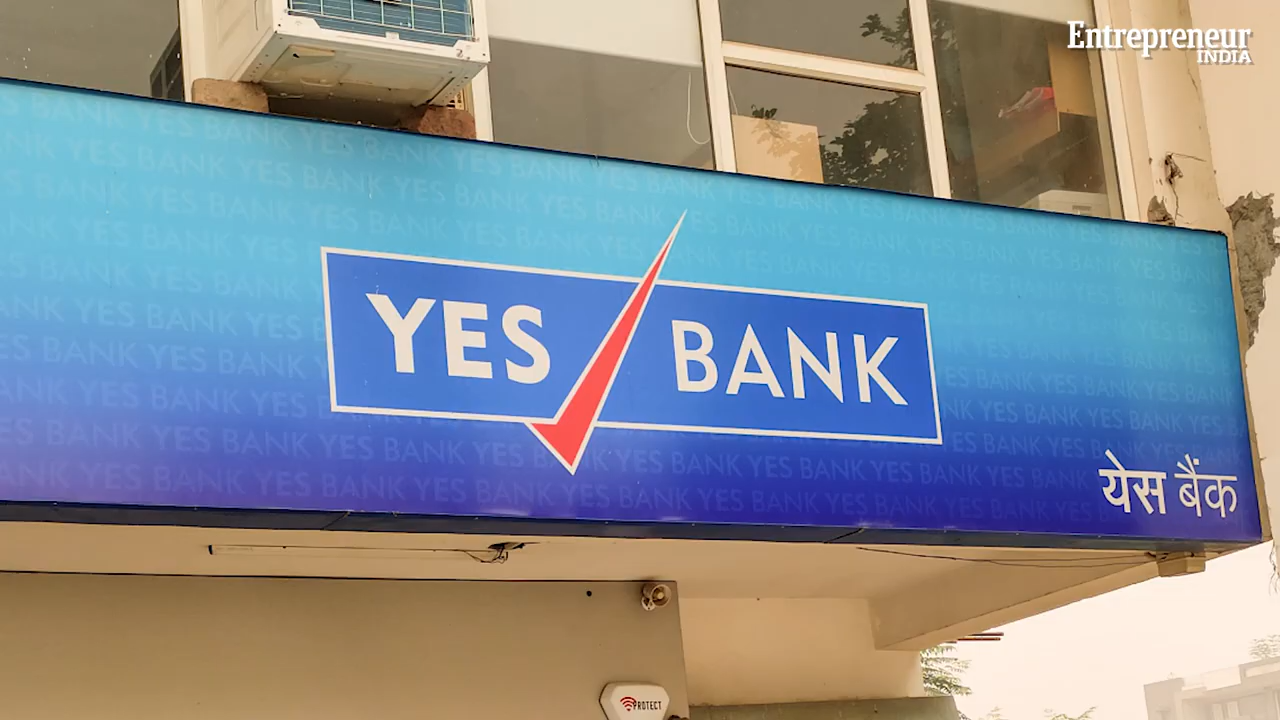 Entrepreneur
INDIA
YES BANK
येस बैंक
PROTECT